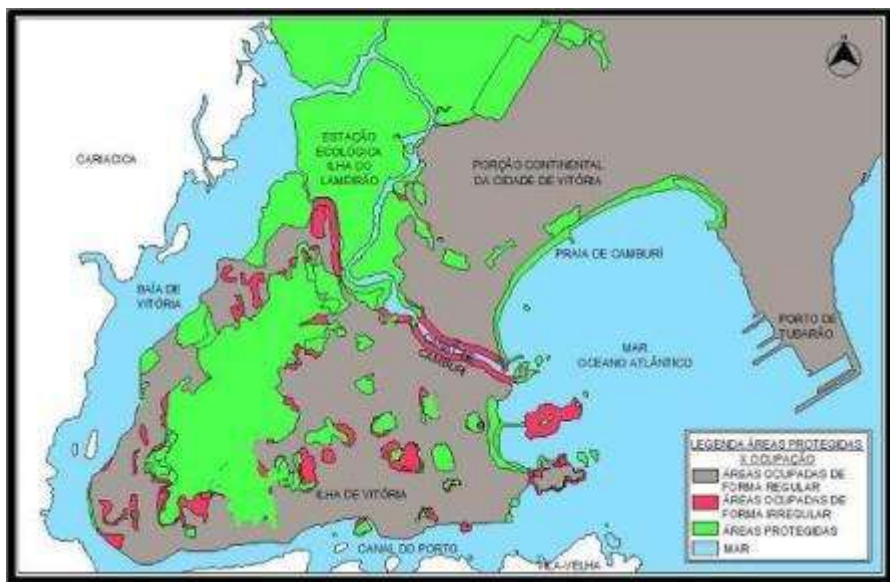 N
CARIACICA
ESTAÇÃO
ECOLÓGICA
ILHA DO
LAMEIRÃO
PORÇÃO CONTINENTAL
DA CIDADE DE VITÓRIA
PRAIA DE CAMBURÍ
BAÍA DE
VITÓRIA
PORTO DE
TUBARÃO
MAR
OCEANO ATLÂNTICO
CAMBURÍ
ILHA DE VITÓRIA
CANAL DO PORTO
VILA-VELHA
LEGENDA ÁREAS PROTEGIDAS
X OCUPAÇÃO
ÁREAS OCUPADAS DE
FORMA REGULAR
ÁREAS OCUPADAS DE
FORMA IRREGULAR
ÁREAS PROTEGIDAS
MAR